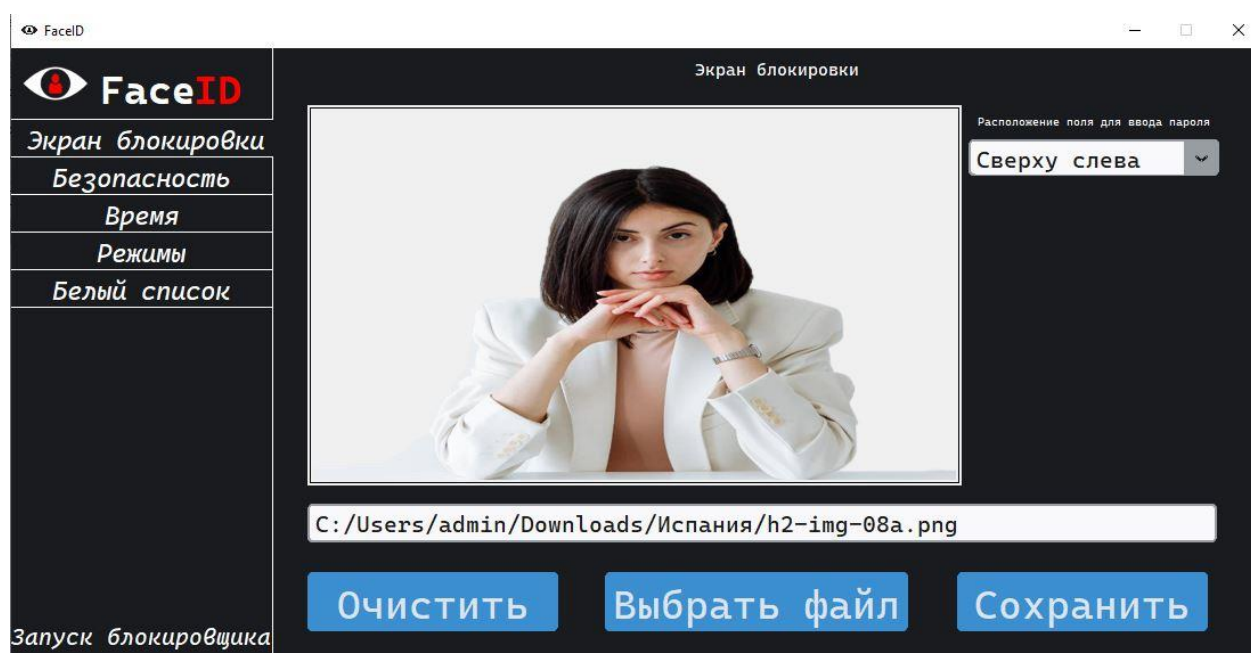 FaceID
FaceID
Экран блокировки
Безопасность
Время
Режимы
Белый список
Запуск блокировщика
Экран блокировки
Расположение поля для ввода пароля
Сверху слева
C:/Users/admin/Downloads/Испания/h2-img-08a.png
Очистить
Выбрать файл
Сохранить